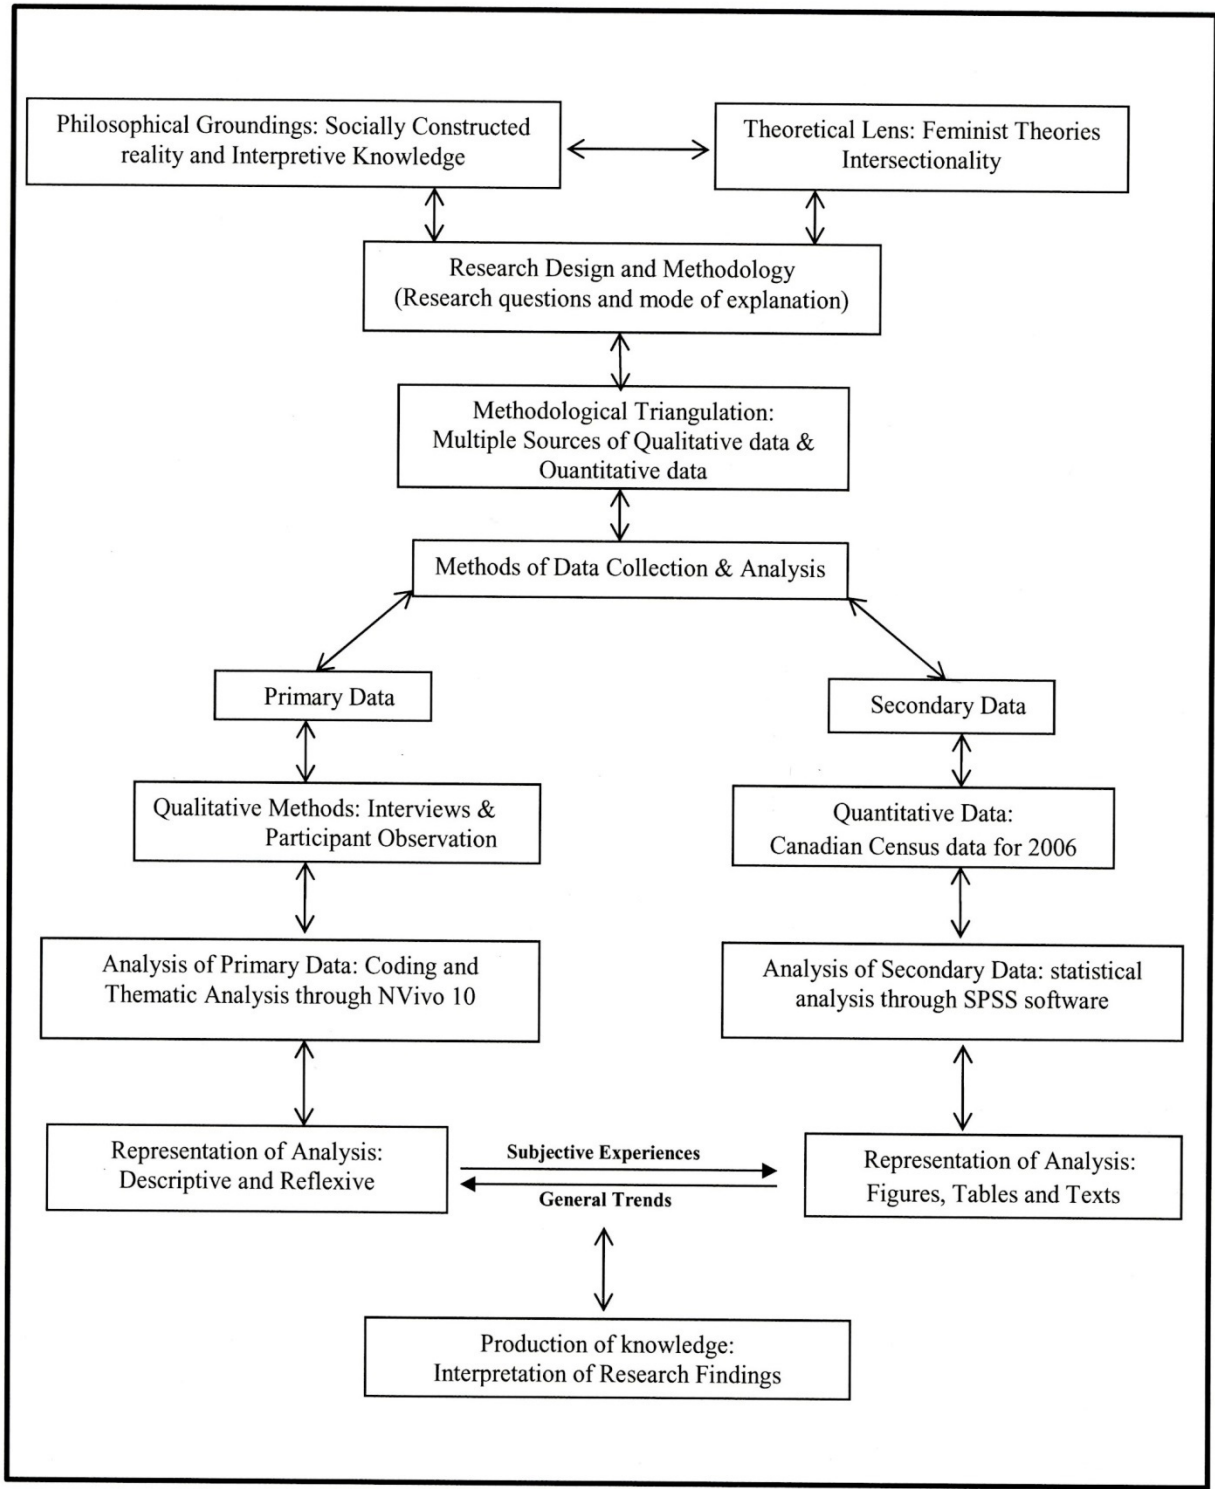 Philosophical Groundings: Socially Constructed
reality and Interpretive Knowledge
Theoretical Lens: Feminist Theories
Intersectionality
Research Design and Methodology
(Research questions and mode of explanation)
Methodological Triangulation:
Multiple Sources of Qualitative data &
Ouantitative data
Methods of Data Collection & Analysis
Primary Data
Secondary Data
Qualitative Methods: Interviews &
Participant Observation
Quantitative Data:
Canadian Census data for 2006
Analysis of Primary Data: Coding and
Thematic Analysis through NVivo 10
Analysis of Secondary Data: statistical
analysis through SPSS software
Representation of Analysis:
Descriptive and Reflexive
Subjective Experiences
General Trends
Representation of Analysis:
Figures, Tables and Texts
Production of knowledge:
Interpretation of Research Findings